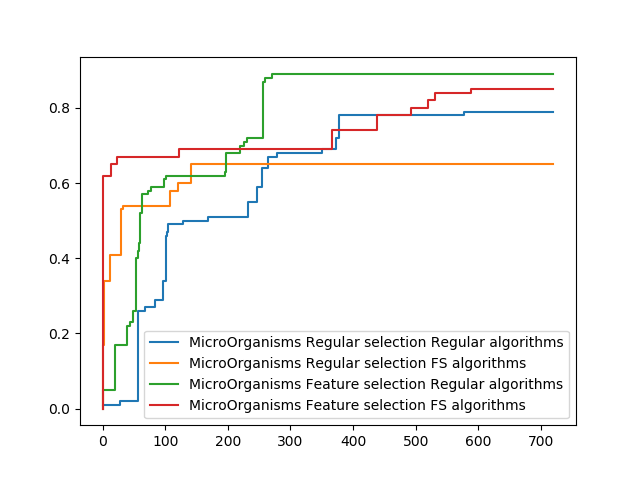 0.8
0.6
0.4
0.2
0.0
MicroOrganisms Regular selection Regular algorithms
MicroOrganisms Regular selection FS algorithms
MicroOrganisms Feature selection Regular algorithms
MicroOrganisms Feature selection FS algorithms
0 100 200 300 400 500 600 700